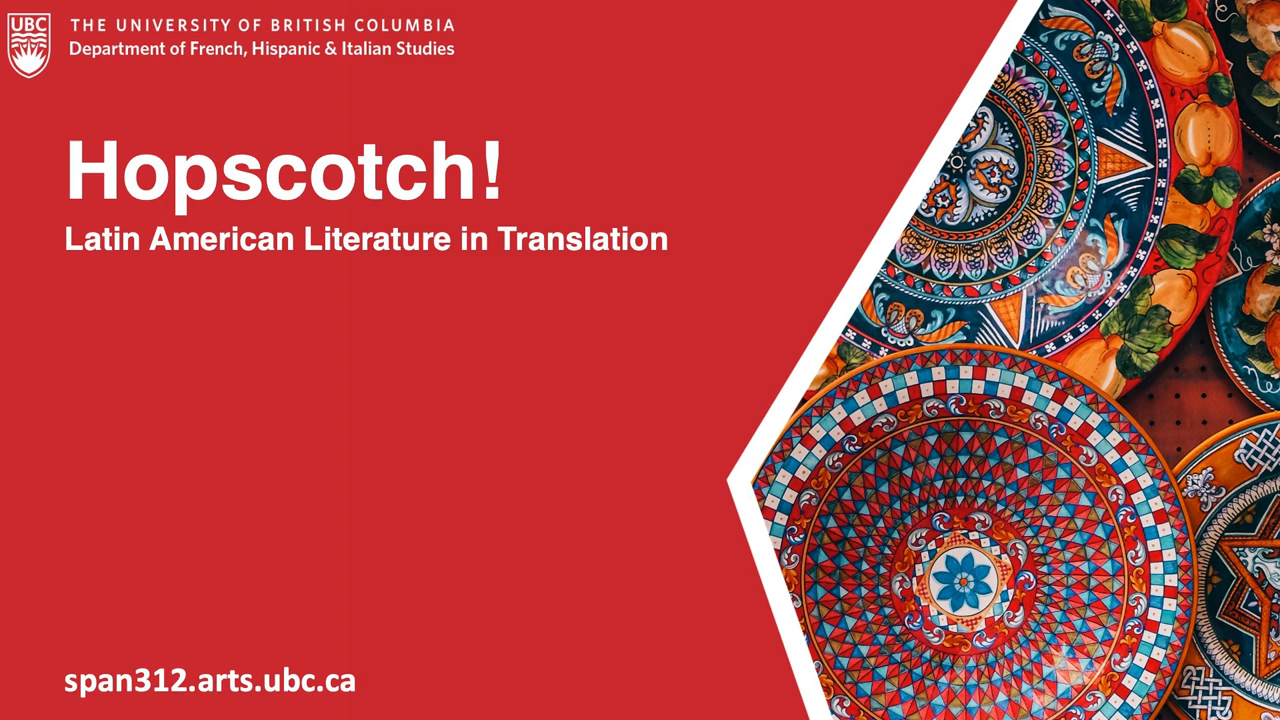 UBC
THE UNIVERSITY OF BRITISH COLUMBIA
Department of French, Hispanic & Italian Studies
Hopscotch!
Latin American Literature in Translation
span312.arts.ubc.ca